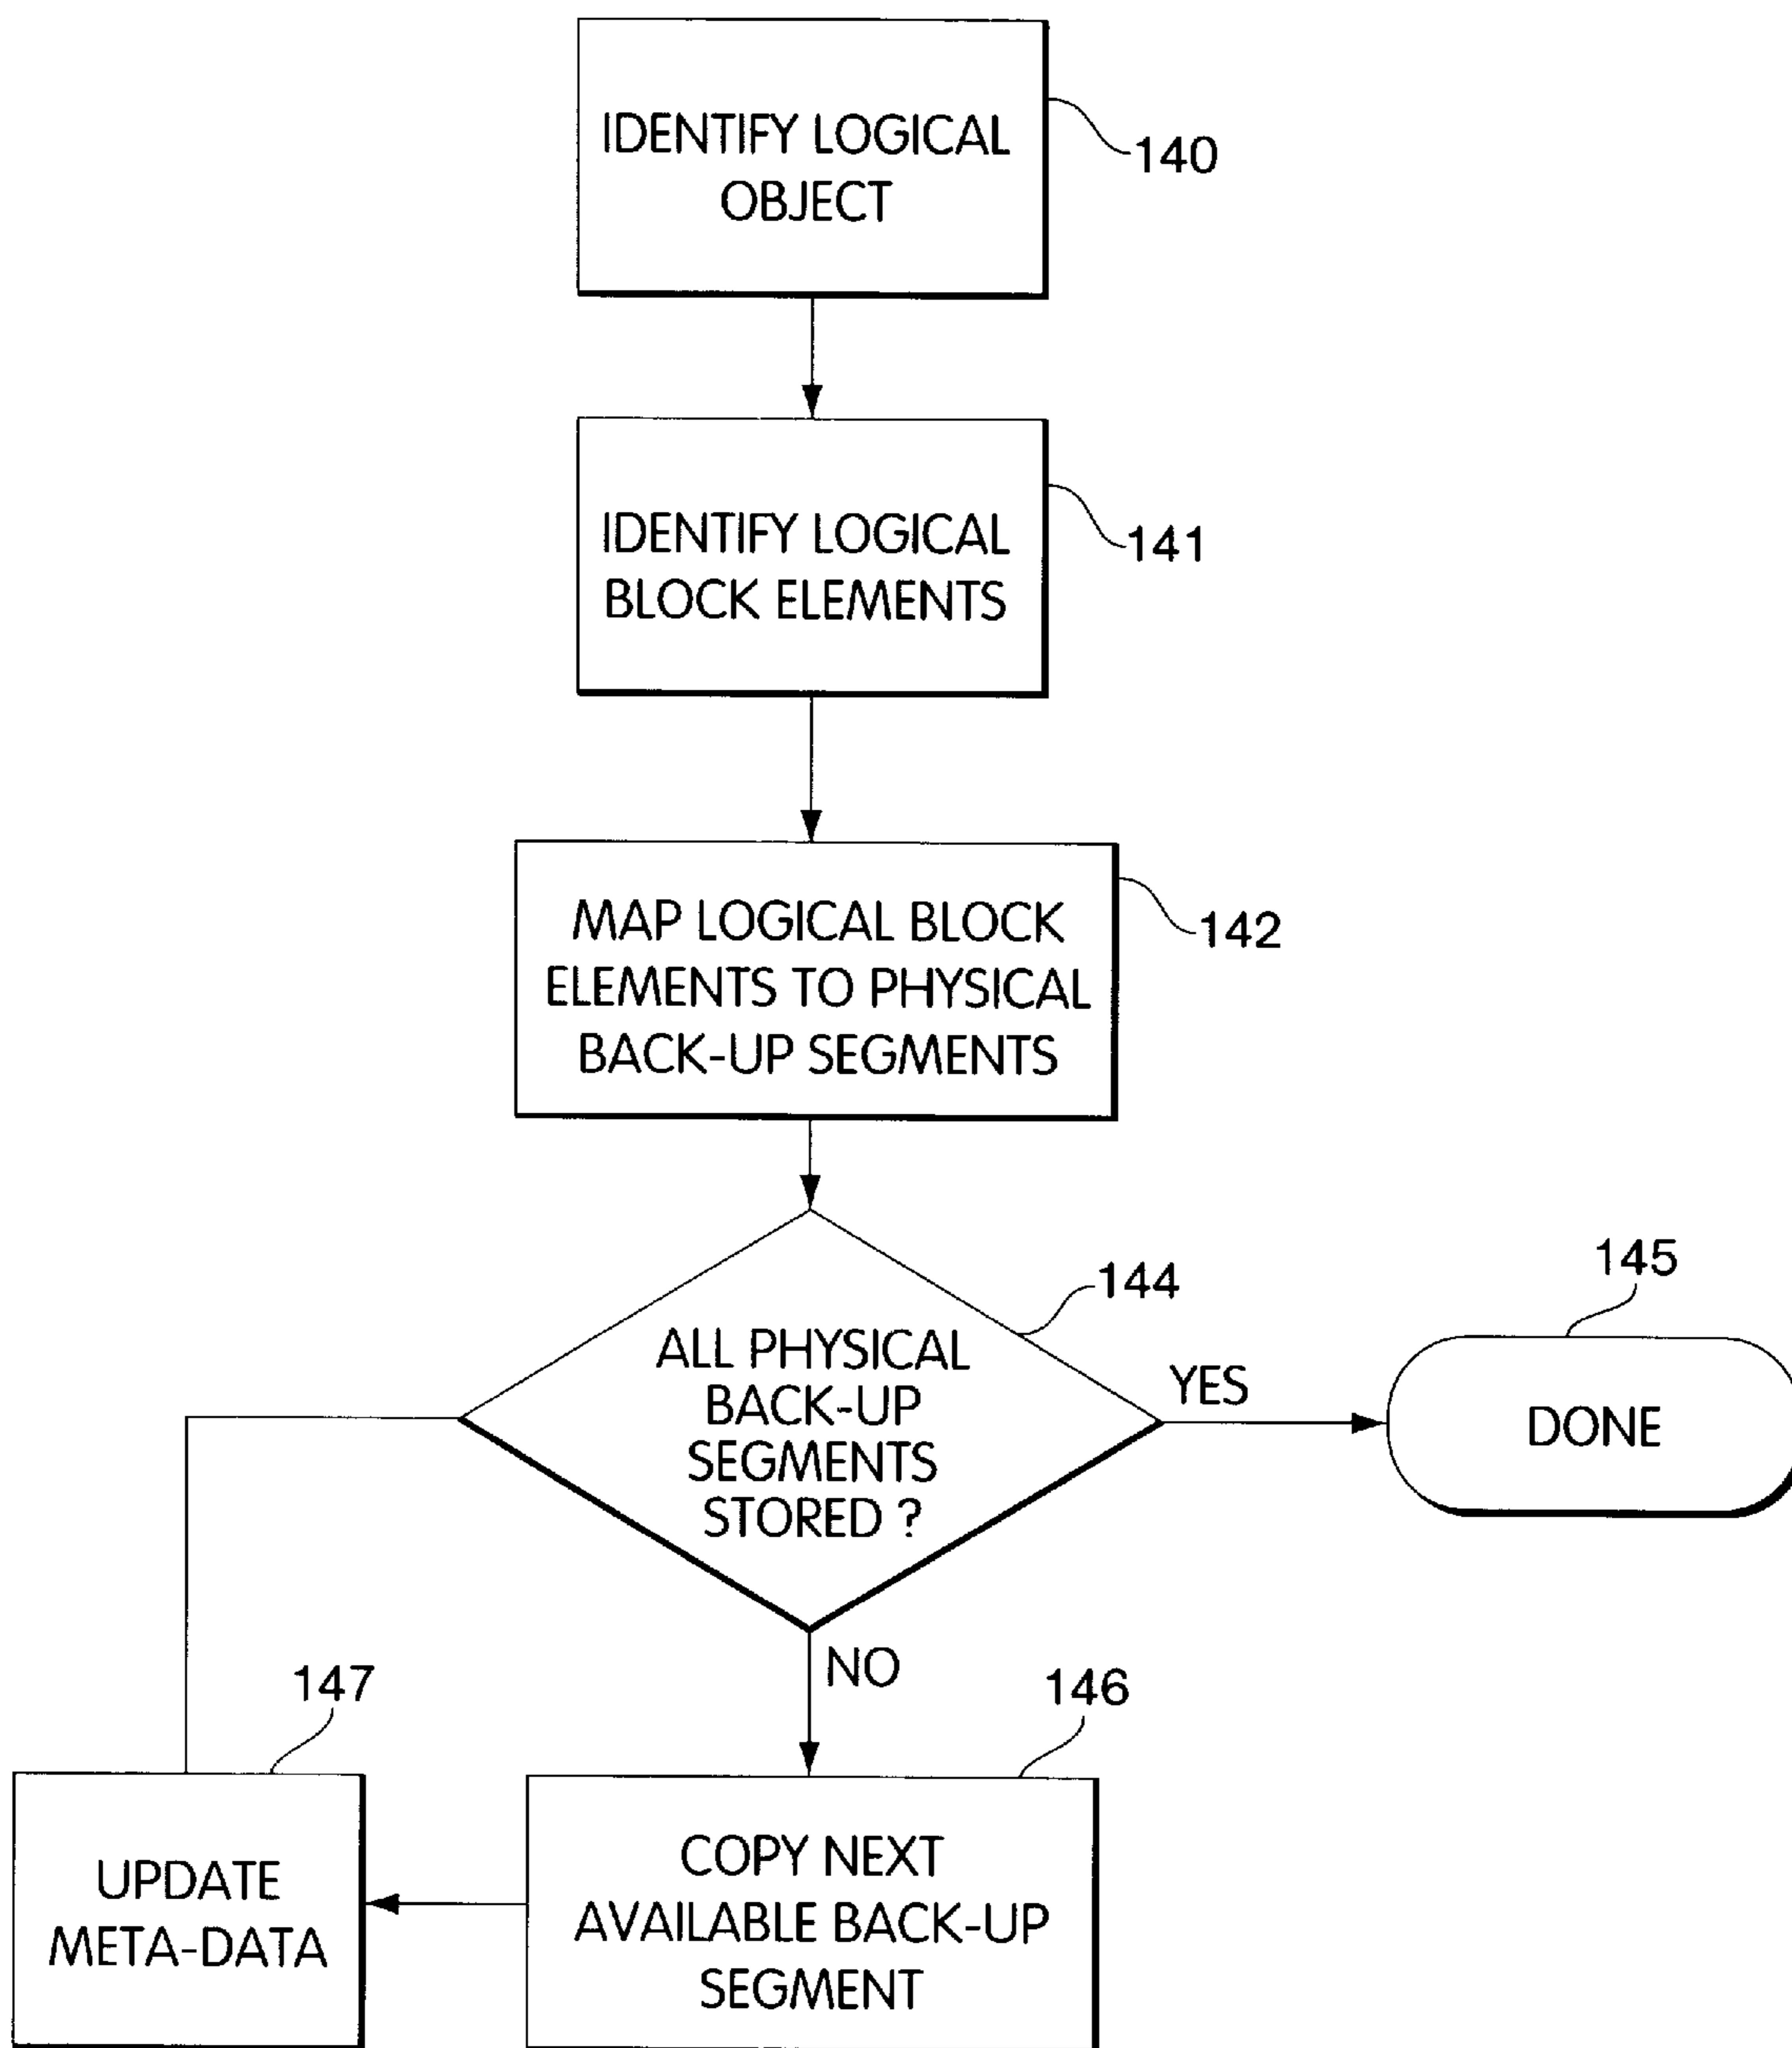 IDENTIFY LOGICAL
OBJECT
140
IDENTIFY LOGICAL
BLOCK ELEMENTS
141
MAP LOGICAL BLOCK
ELEMENTS TO PHYSICAL
BACK-UP SEGMENTS
142
144
ALL PHYSICAL
BACK-UP
SEGMENTS
STORED ?
YES
145
DONE
NO
146
COPY NEXT
AVAILABLE BACK-UP
SEGMENT
147
UPDATE
META-DATA